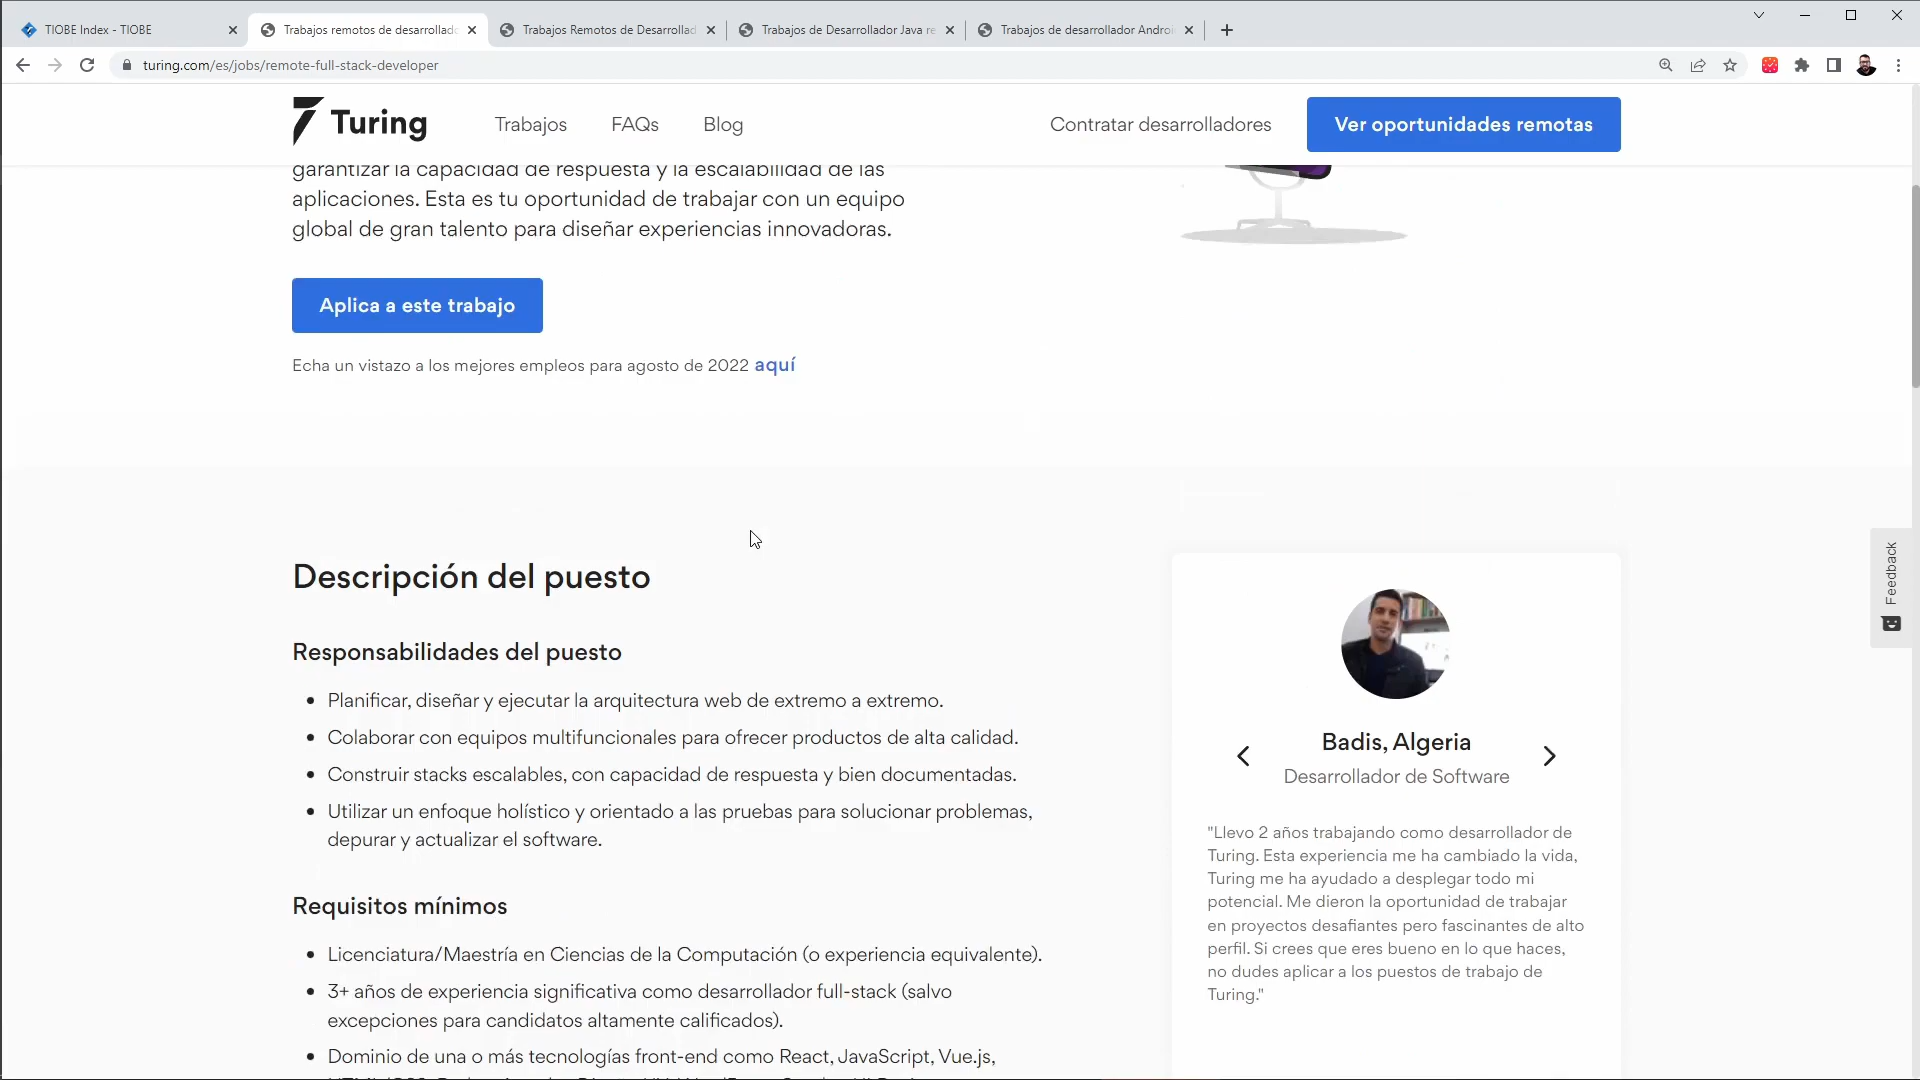 TIOBE Index - TIOBE
Trabajos remotos de desarrollado
Trabajos Remotos de Desarrollad
Trabajos de Desarrollador Java re
Trabajos de desarrollador Androi
turing.com/es/jobs/remote-full-stack-developer
Turing
Trabajos
FAQs
Blog
Contratar desarrolladores
Ver oportunidades remotas
garantizar la capacidad de respuesta y la escalabilidad de las
aplicaciones. Esta es tu oportunidad de trabajar con un equipo
global de gran talento para diseñar experiencias innovadoras.
Aplica a este trabajo
Echa un vistazo a los mejores empleos para agosto de 2022 aquí
Descripción del puesto
Responsabilidades del puesto
• Planificar, diseñar y ejecutar la arquitectura web de extremo a extremo.
• Colaborar con equipos multifuncionales para ofrecer productos de alta calidad.
• Construir stacks escalables, con capacidad de respuesta y bien documentadas.
• Utilizar un enfoque holístico y orientado a las pruebas para solucionar problemas,
depurar y actualizar el software.
Requisitos mínimos
• Licenciatura/Maestría en Ciencias de la Computación (o experiencia equivalente).
• 3+ años de experiencia significativa como desarrollador full-stack (salvo
excepciones para candidatos altamente calificados).
• Dominio de una o más tecnologías front-end como React, JavaScript, Vue.js,
Badis, Algeria
Desarrollador de Software
"Llevo 2 años trabajando como desarrollador de
Turing. Esta experiencia me ha cambiado la vida,
Turing me ha ayudado a desplegar todo mi
potencial. Me dieron la oportunidad de trabajar
en proyectos desafiantes pero fascinantes de alto
perfil. Si crees que eres bueno en lo que haces,
no dudes aplicar a los puestos de trabajo de
Turing."
Feedback